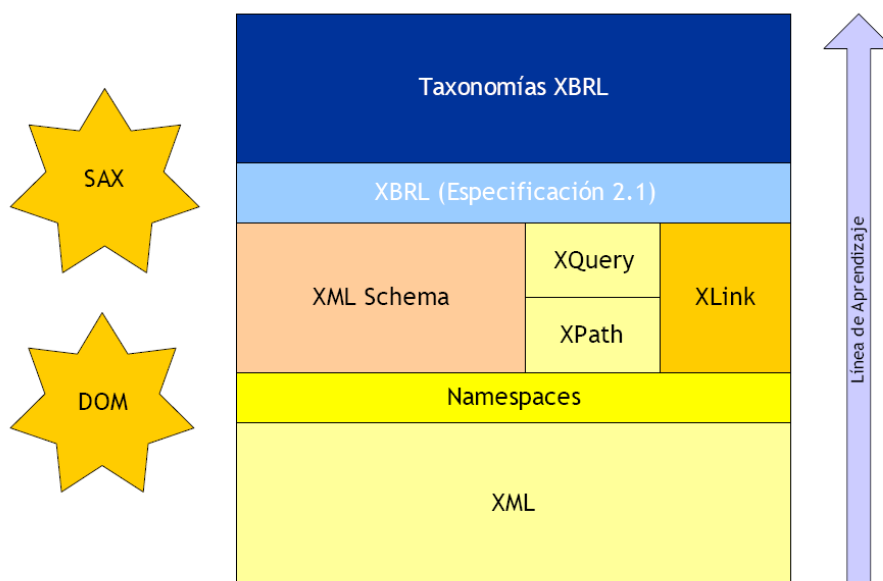 Taxonomías XBRL
SAX
XBRL (Especificación 2.1)
XML Schema
XQuery
XPath
XLink
DOM
Namespaces
XML
Línea de Aprendizaje